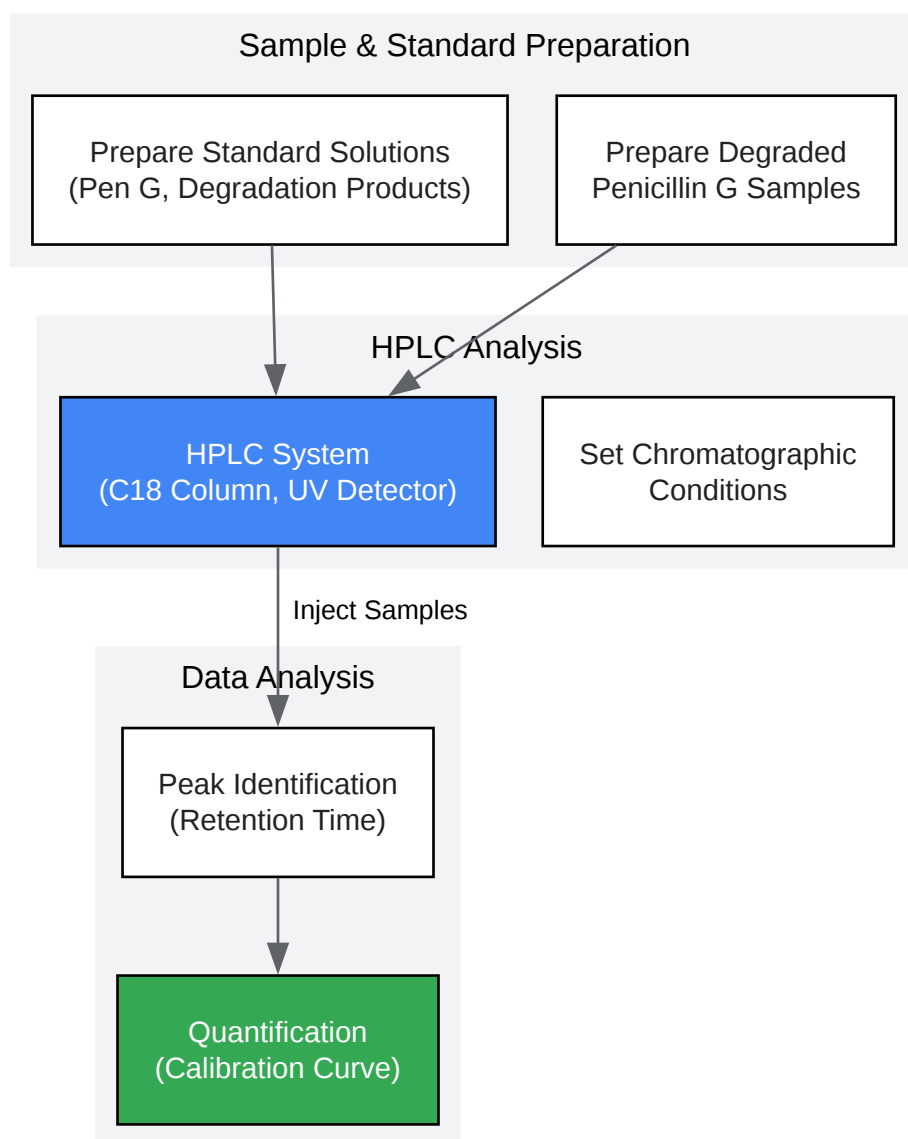 Sample & Standard Preparation
Prepare Standard Solutions
(Pen G, Degradation Products)
Prepare Degraded
Penicillin G Samples
HPLC Analysis
HPLC System
(C18 Column, UV Detector)
Set Chromatographic
Conditions
Inject Samples
Data Analysis
Peak Identification
(Retention Time)
Quantification
(Calibration Curve)